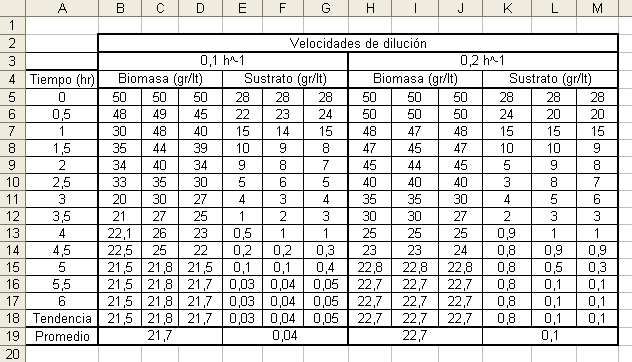 A B C D E F G H I J K L M
1
2 Velocidades de dilución
3 0,1 h^-1 0,2 h^-1
4 Tiempo (hr) Biomasa (gr/lt) Sustrato (gr/lt) Biomasa (gr/lt) Sustrato (gr/lt)
5 0 50 50 50 28 28 28 50 50 50 28 28 28
6 0,5 48 49 45 22 23 24 50 50 50 24 20 20
7 1 30 48 40 15 14 15 48 47 48 15 15 15
8 1,5 35 44 39 10 9 8 47 45 47 10 10 9
9 2 34 40 34 9 8 7 45 44 45 5 9 8
10 2,5 33 35 30 5 6 5 40 40 40 3 8 7
11 3 20 30 27 4 3 4 35 35 30 4 5 6
12 3,5 21 27 25 1 2 3 30 30 27 2 3 3
13 4 22,1 26 23 0,5 1 1 25 25 25 0,9 1 1
14 4,5 22,5 25 22 0,2 0,2 0,3 23 23 24 0,8 0,9 0,9
15 5 21,5 21,8 21,5 0,1 0,1 0,4 22,8 22,8 22,8 0,8 0,5 0,3
16 5,5 21,5 21,8 21,7 0,03 0,04 0,05 22,7 22,7 22,7 0,8 0,1 0,1
17 6 21,5 21,8 21,7 0,03 0,04 0,05 22,7 22,7 22,7 0,8 0,1 0,1
18 Tendencia 21,5 21,8 21,7 0,03 0,04 0,05 22,7 22,7 22,7 0,8 0,1 0,1
19 Promedio 21,7 0,04 22,7 0,1
20